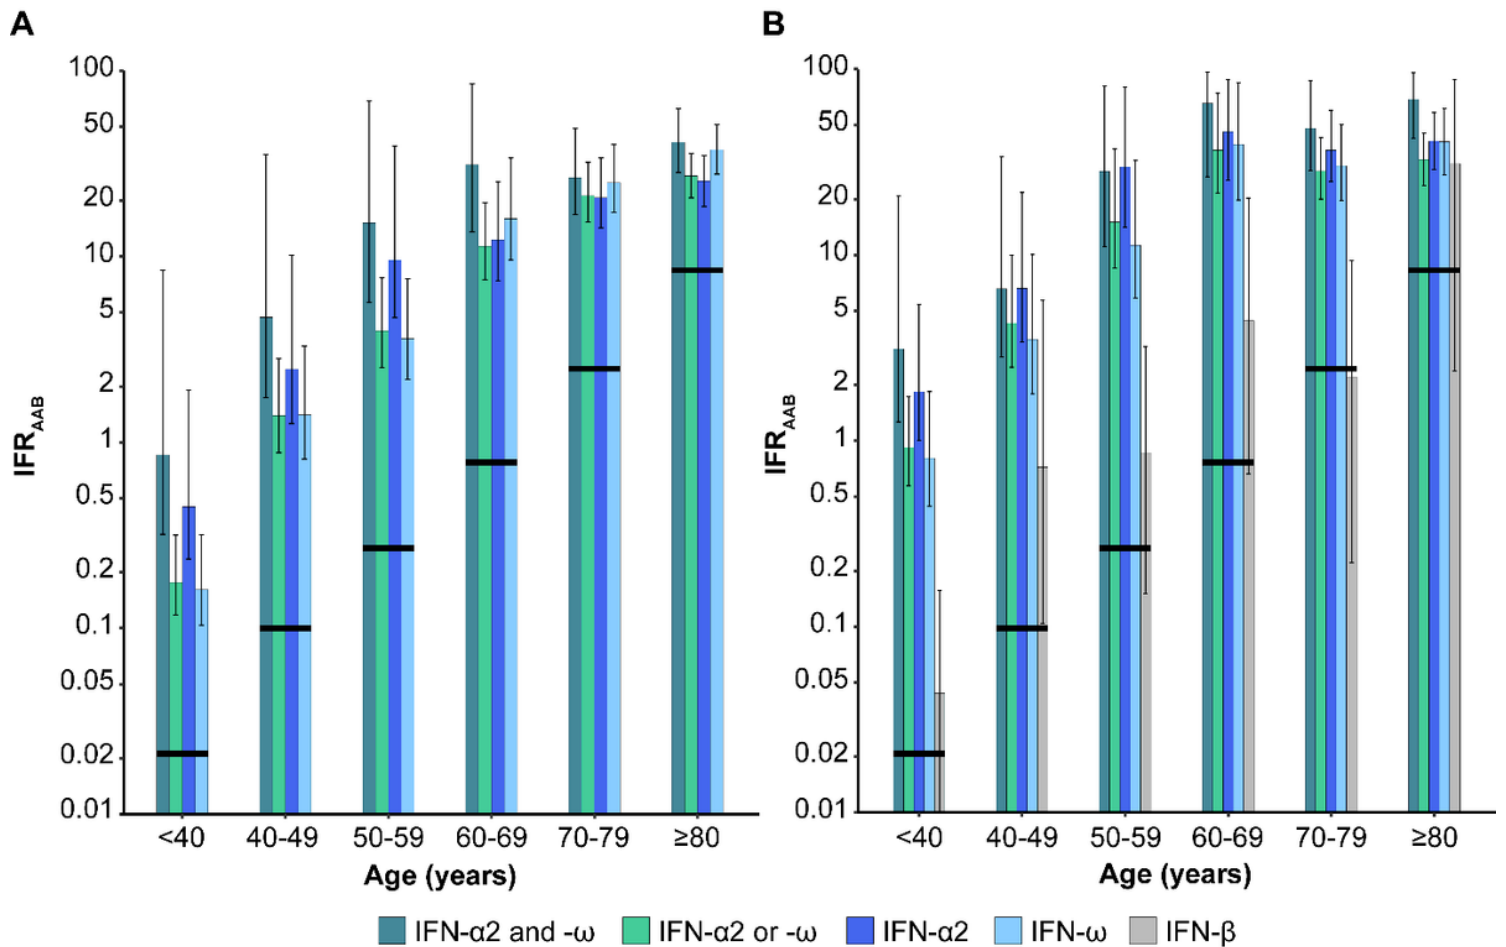 A
B
100
50
20
10
5
2
1
0.5
0.2
0.1
0.05
0.02
0.01
IFR_AAB
<40 40-49 50-59 60-69 70-79 ≥80
Age (years)
100
50
20
10
5
2
1
0.5
0.2
0.1
0.05
0.02
0.01
IFR_AAB
<40 40-49 50-59 60-69 70-79 ≥80
Age (years)
IFN-α2 and -ω IFN-α2 or -ω IFN-α2 IFN-ω IFN-β